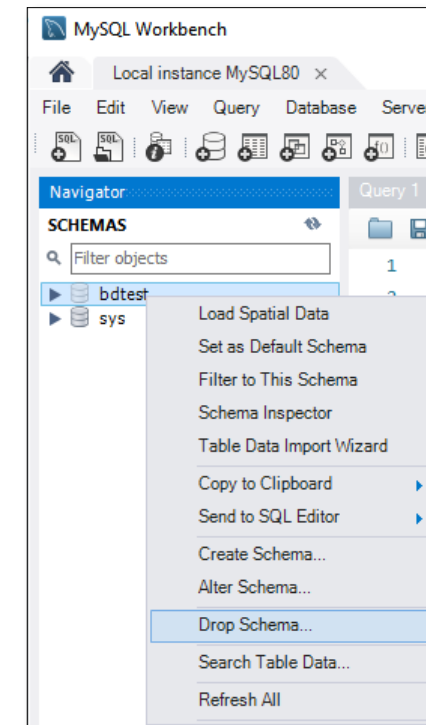 MySQL Workbench
Local instance MySQL80 ×
File Edit View Query Database Serve
SQL SQL
Navigator Query 1
SCHEMAS
Filter objects
1
bdtest
sys
Load Spatial Data
Set as Default Schema
Filter to This Schema
Schema Inspector
Table Data Import Wizard
Copy to Clipboard
Send to SQL Editor
Create Schema...
Alter Schema...
Drop Schema...
Search Table Data...
Refresh All